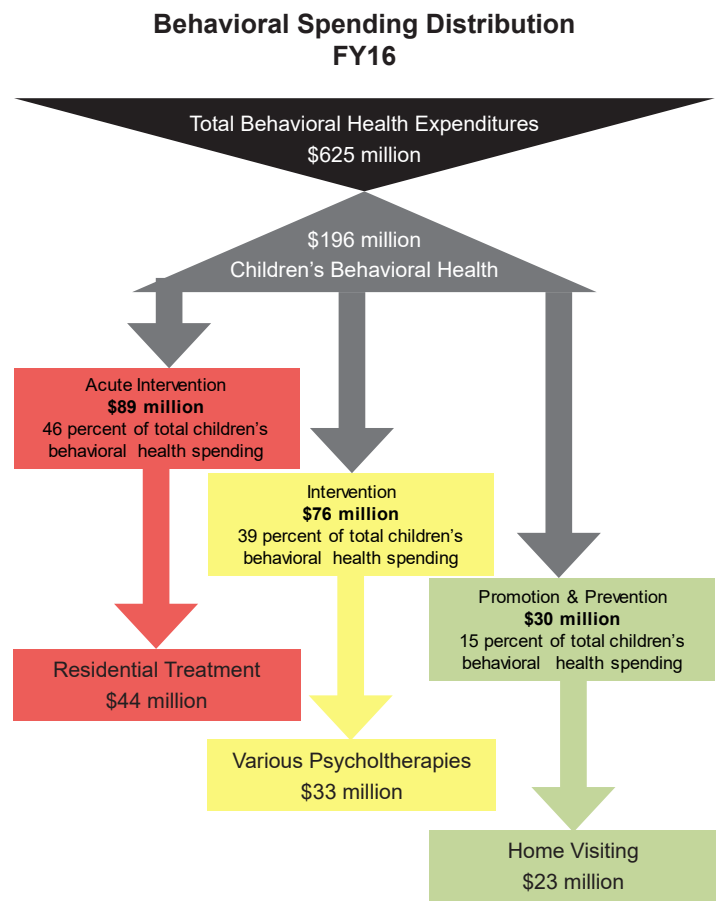 Behavioral Spending Distribution
FY16
Total Behavioral Health Expenditures
$625 million
$196 million
Children's Behavioral Health
Acute Intervention
$89 million
46 percent of total children's
behavioral health spending
Intervention
$76 million
39 percent of total children's
behavioral health spending
Promotion & Prevention
$30 million
15 percent of total children's
behavioral health spending
Residential Treatment
$44 million
Various Psycholtherapies
$33 million
Home Visiting
$23 million